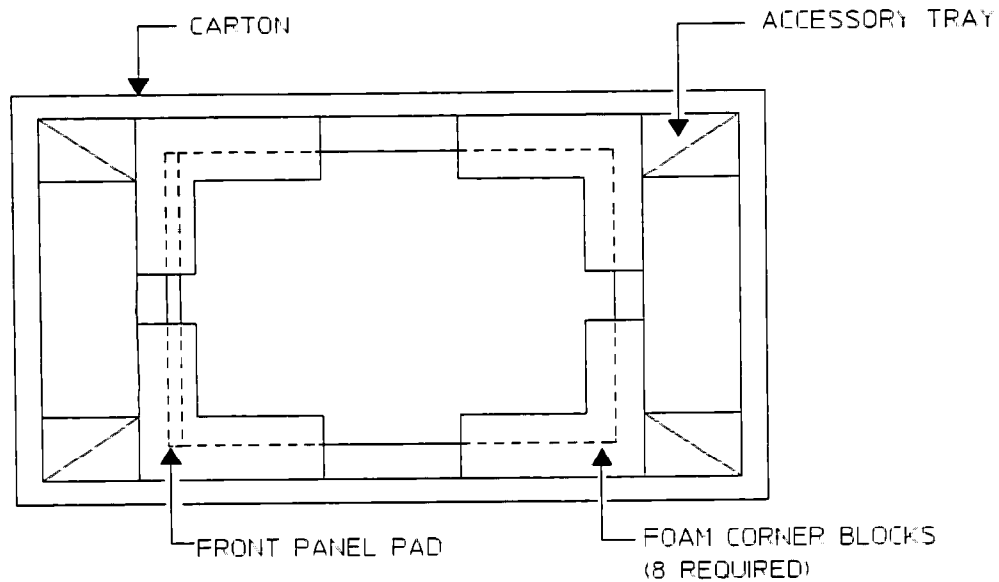 CARTON
ACCESSORY TRAY
FRONT PANEL PAD
FOAM CORNER BLOCKS
(8 REQUIRED)